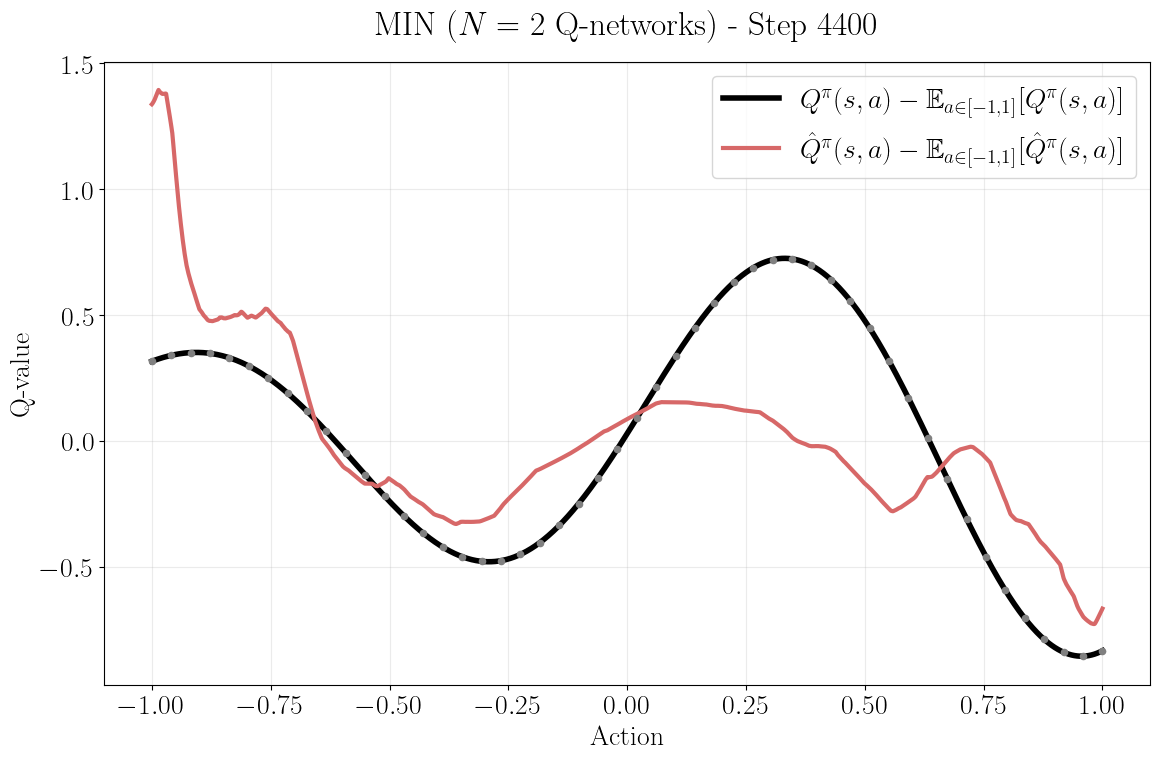 MIN (N = 2 Q-networks) - Step 4400
Q^π(s, a) − 𝔼_{a∈[−1,1]}[Q^π(s, a)]
Q̂^π(s, a) − 𝔼_{a∈[−1,1]}[Q̂^π(s, a)]
1.5
1.0
0.5
0.0
−0.5
Q-value
−1.00 −0.75 −0.50 −0.25 0.00 0.25 0.50 0.75 1.00
Action